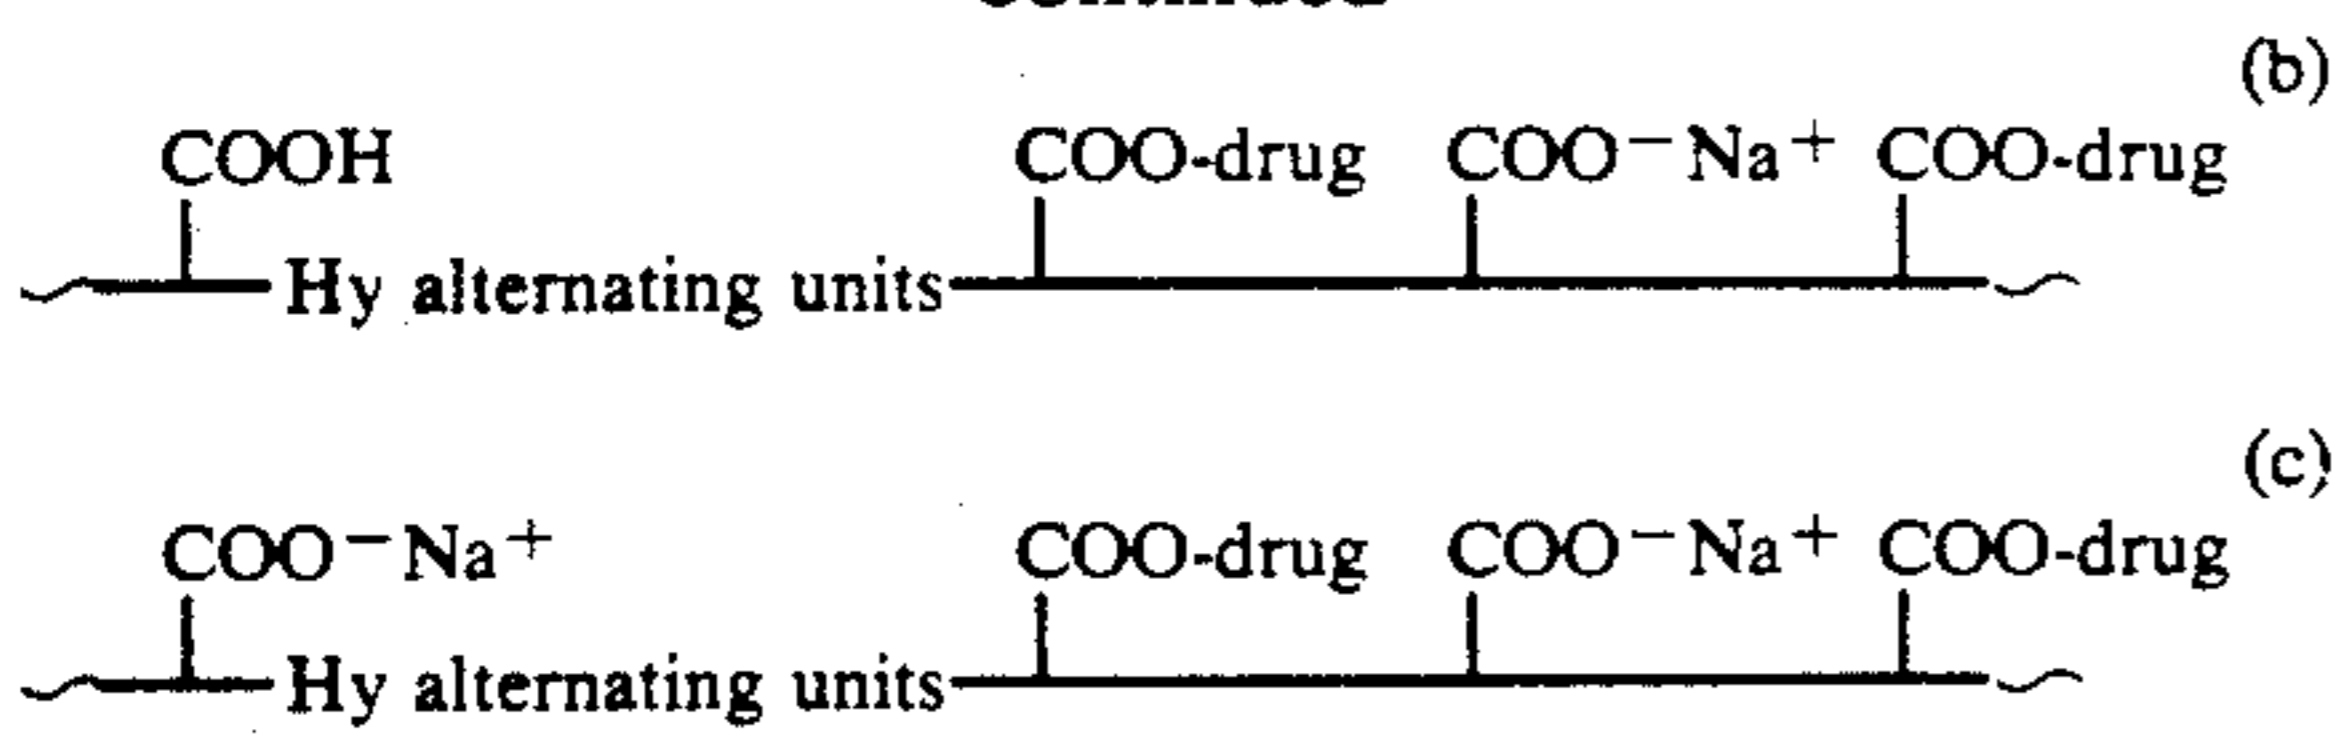 (b)
COOH COO-drug COO⁻Na⁺ COO-drug
Hy alternating units
(c)
COO⁻Na⁺ COO-drug COO⁻Na⁺ COO-drug
Hy alternating units